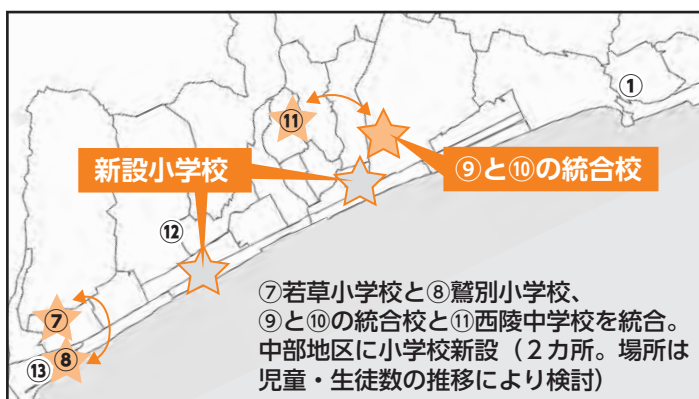 ①
⑪
新設小学校
⑨と⑩の統合校
⑫
⑦
⑧
⑬
⑦若草小学校と⑧鷲別小学校、
⑨と⑩の統合校と⑪西陵中学校を統合。
中部地区に小学校新設（２カ所。場所は
児童・生徒数の推移により検討）